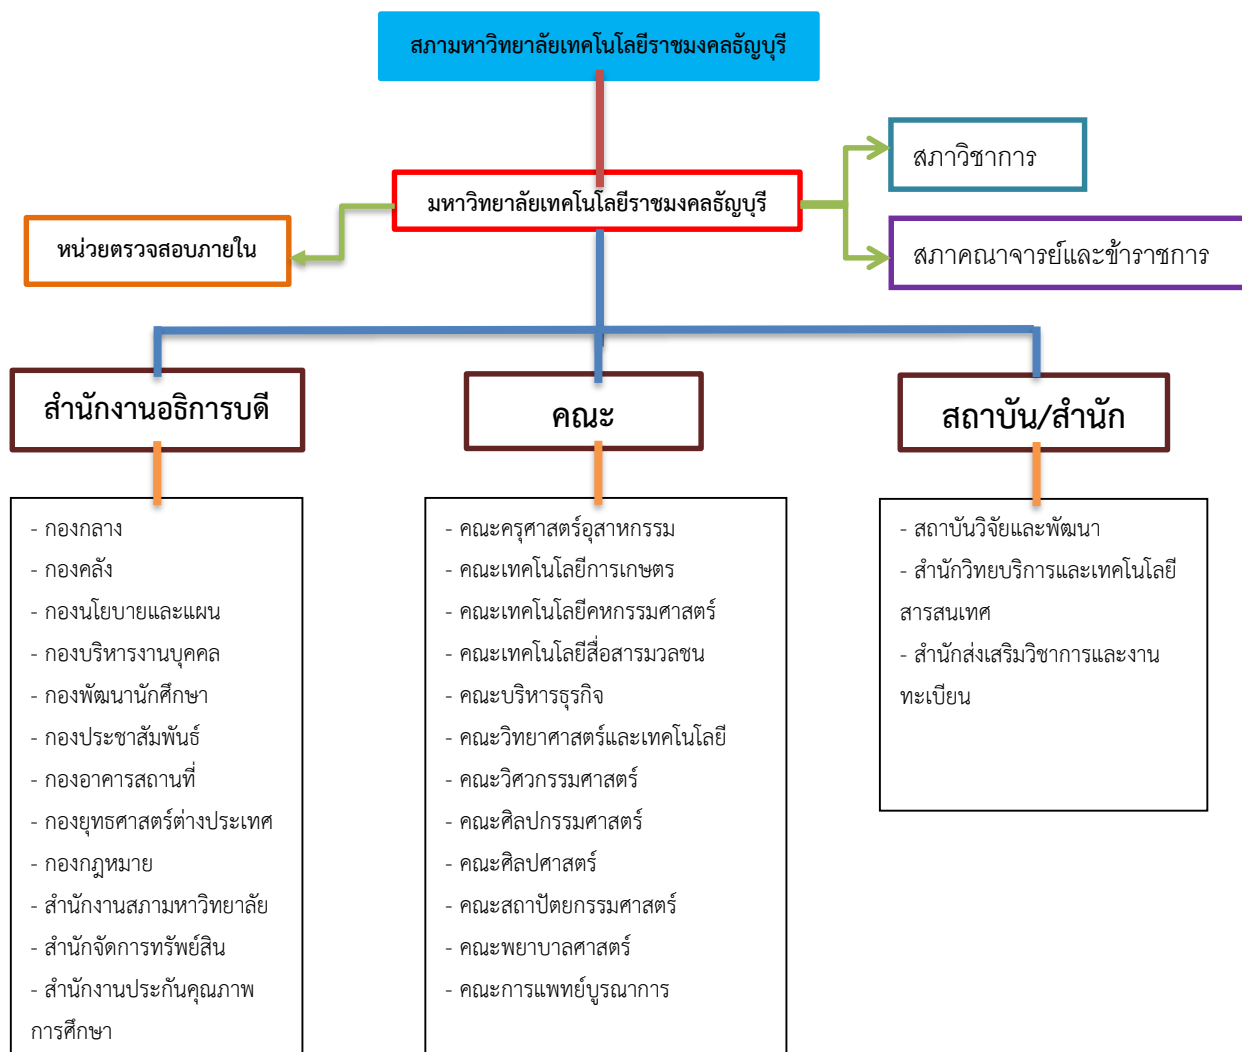 สภามหาวิทยาลัยเทคโนโลยีราชมงคลธัญบุรี
สภาวิชาการ
มหาวิทยาลัยเทคโนโลยีราชมงคลธัญบุรี
หน่วยตรวจสอบภายใน
สภาคณาจารย์และข้าราชการ
สำนักงานอธิการบดี
- กองกลาง
- กองคลัง
- กองนโยบายและแผน
- กองบริหารงานบุคคล
- กองพัฒนานักศึกษา
- กองประชาสัมพันธ์
- กองอาคารสถานที่
- กองยุทธศาสตร์ต่างประเทศ
- กองกฎหมาย
- สำนักงานสภามหาวิทยาลัย
- สำนักจัดการทรัพย์สิน
- สำนักงานประกันคุณภาพ
การศึกษา
คณะ
- คณะครุศาสตร์อุสาหกรรม
- คณะเทคโนโลยีการเกษตร
- คณะเทคโนโลยีคหกรรมศาสตร์
- คณะเทคโนโลยีสื่อสารมวลชน
- คณะบริหารธุรกิจ
- คณะวิทยาศาสตร์และเทคโนโลยี
- คณะวิศวกรรมศาสตร์
- คณะศิลปกรรมศาสตร์
- คณะศิลปศาสตร์
- คณะสถาปัตยกรรมศาสตร์
- คณะพยาบาลศาสตร์
- คณะการแพทย์บูรณาการ
สถาบัน/สำนัก
- สถาบันวิจัยและพัฒนา
- สำนักวิทยบริการและเทคโนโลยี
สารสนเทศ
- สำนักส่งเสริมวิชาการและงาน
ทะเบียน